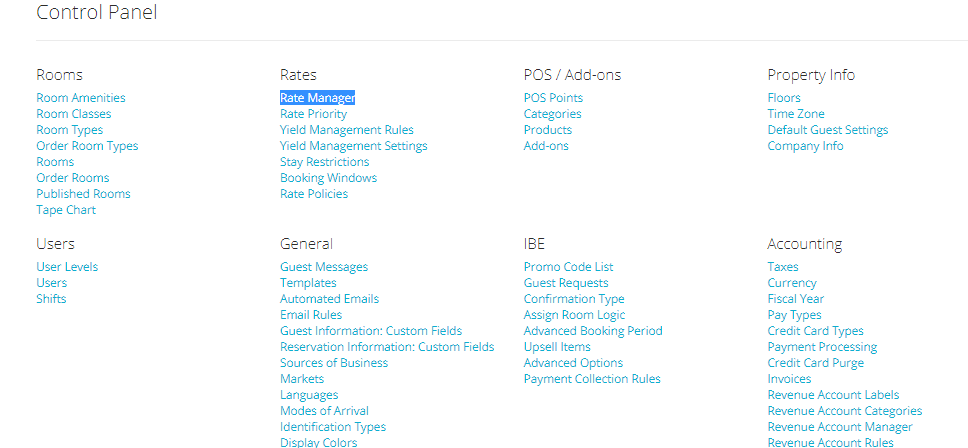 Control Panel
Rooms
Room Amenities
Room Classes
Room Types
Order Room Types
Rooms
Order Rooms
Published Rooms
Tape Chart
Rates
Rate Manager
Rate Priority
Yield Management Rules
Yield Management Settings
Stay Restrictions
Booking Windows
Rate Policies
POS / Add-ons
POS Points
Categories
Products
Add-ons
Property Info
Floors
Time Zone
Default Guest Settings
Company Info
Users
User Levels
Users
Shifts
General
Guest Messages
Templates
Automated Emails
Email Rules
Guest Information: Custom Fields
Reservation Information: Custom Fields
Sources of Business
Markets
Languages
Modes of Arrival
Identification Types
Display Colors
IBE
Promo Code List
Guest Requests
Confirmation Type
Assign Room Logic
Advanced Booking Period
Upsell Items
Advanced Options
Payment Collection Rules
Accounting
Taxes
Currency
Fiscal Year
Pay Types
Credit Card Types
Payment Processing
Credit Card Purge
Invoices
Revenue Account Labels
Revenue Account Categories
Revenue Account Manager
Revenue Account Rules